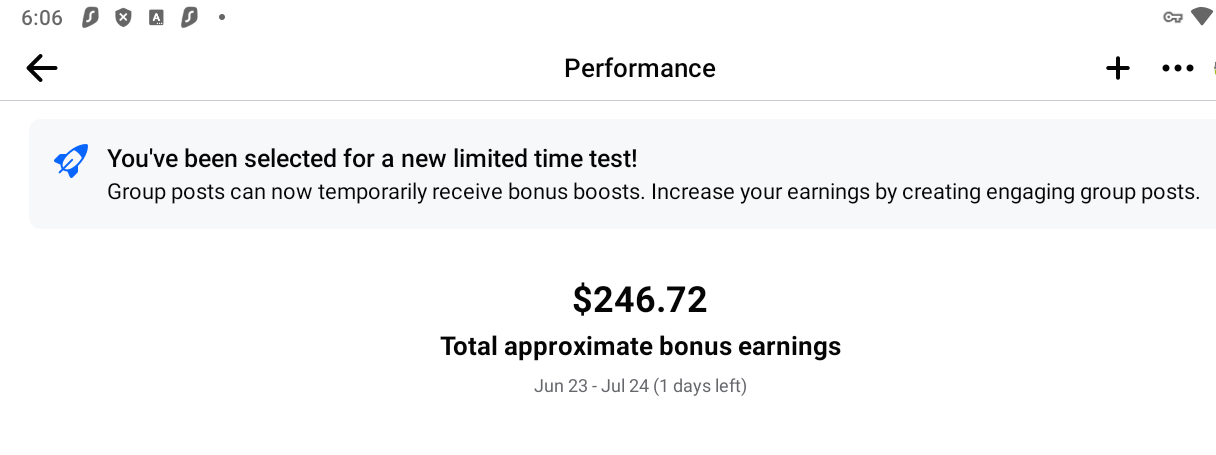 6:06
Performance
You've been selected for a new limited time test!
Group posts can now temporarily receive bonus boosts. Increase your earnings by creating engaging group posts.
$246.72
Total approximate bonus earnings
Jun 23 - Jul 24 (1 days left)